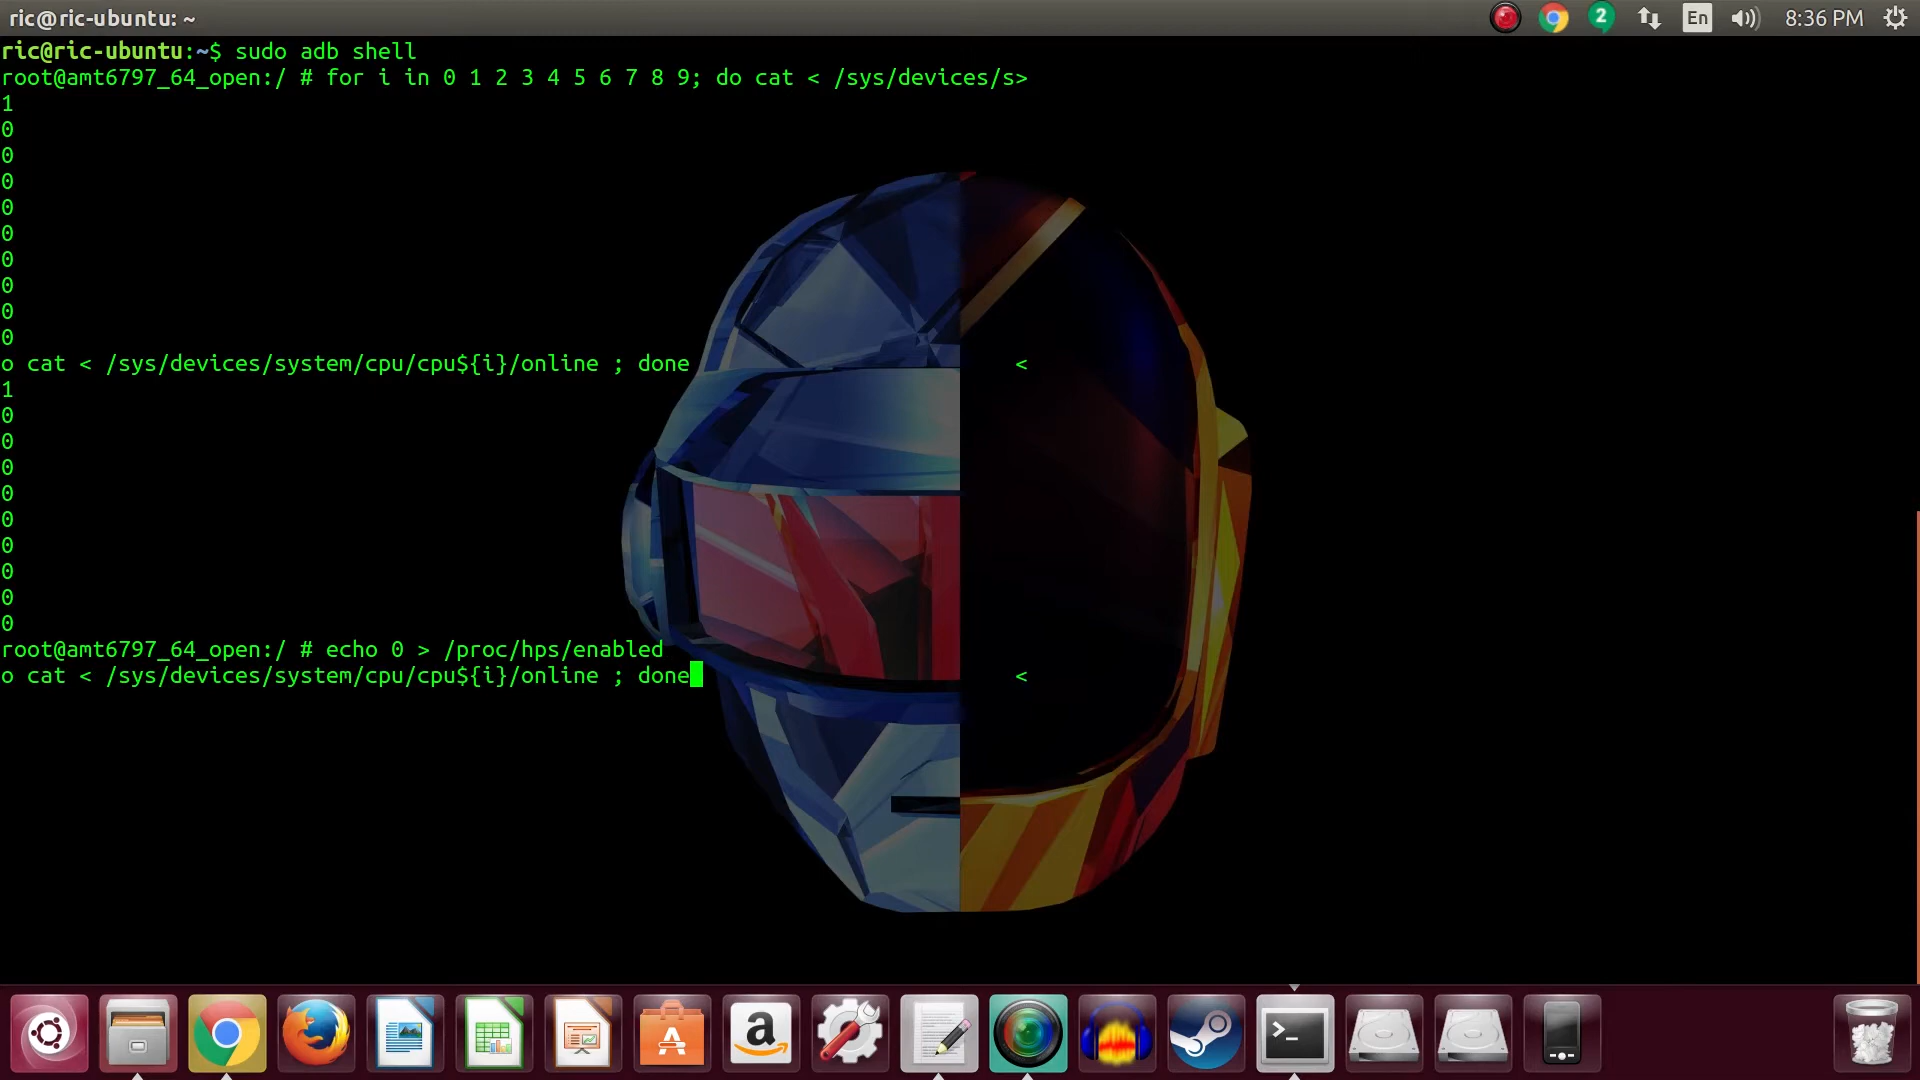 ric@ric-ubuntu: ~
2
En
8:36 PM
ric@ric-ubuntu:~$ sudo adb shell
root@amt6797_64_open:/ # for i in 0 1 2 3 4 5 6 7 8 9; do cat < /sys/devices/s>
1
0
0
0
0
0
0
0
0
0
o cat < /sys/devices/system/cpu/cpu${i}/online ; done <
1
0
0
0
0
0
0
0
0
0
root@amt6797_64_open:/ # echo 0 > /proc/hps/enabled
o cat < /sys/devices/system/cpu/cpu${i}/online ; done <
A
a
>_